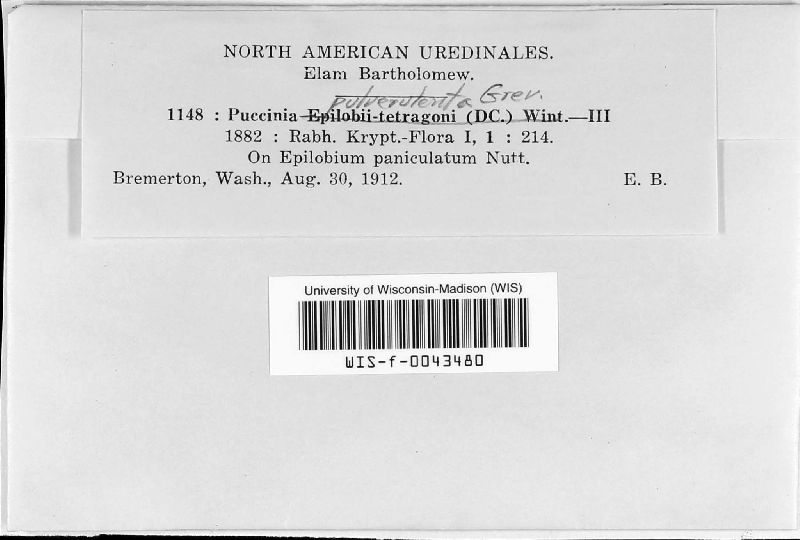 NORTH AMERICAN UREDINALES.
Elam Bartholomew.
pulverulenta Grev.
1148 : Puccinia Epilobii-tetragoni (DC.) Wint.—III
1882 : Rabh. Krypt.-Flora I, 1 : 214.
On Epilobium paniculatum Nutt.
Bremerton, Wash., Aug. 30, 1912. E. B.
University of Wisconsin-Madison (WIS)
WIS-f-0043480